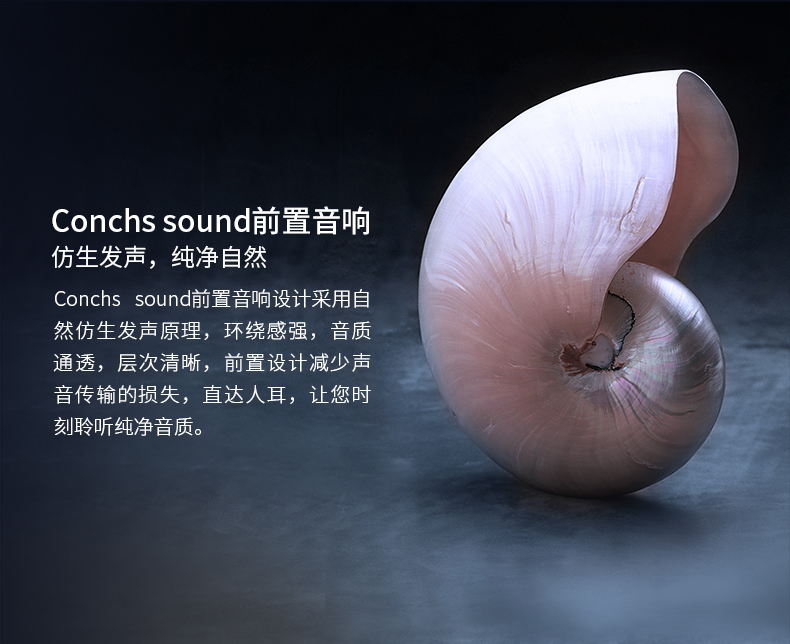 Conchs sound前置音响
仿生发声，纯净自然
Conchs sound前置音响设计采用自
然仿生发声原理，环绕感强，音质
通透，层次清晰，前置设计减少声
音传输的损失，直达人耳，让您时
刻聆听纯净音质。